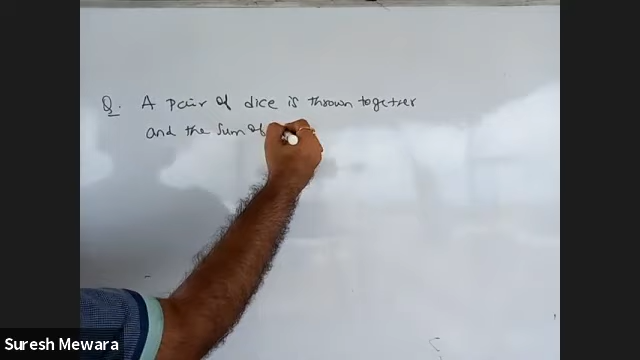 Q. A pair of dice is thrown together
and the sum of
Suresh Mewara